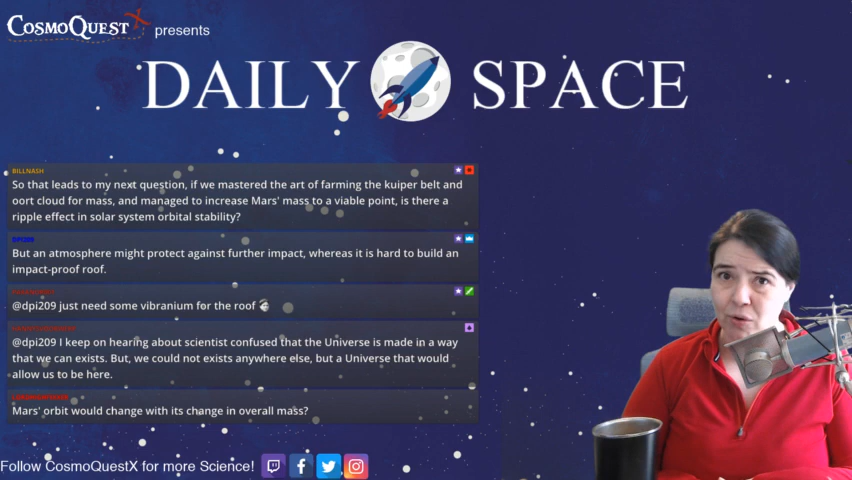 COSMOQUEST X presents
DAILY SPACE
BILLNASH
So that leads to my next question, if we mastered the art of farming the kuiper belt and
oort cloud for mass, and managed to increase Mars' mass to a viable point, is there a
ripple effect in solar system orbital stability?
DPI209
But an atmosphere might protect against further impact, whereas it is hard to build an
impact-proof roof.
@dpi209 just need some vibranium for the roof
@dpi209 I keep on hearing about scientist confused that the Universe is made in a way
that we can exists. But, we could not exists anywhere else, but a Universe that would
allow us to be here.
Mars' orbit would change with its change in overall mass?
Follow CosmoQuestX for more Science!